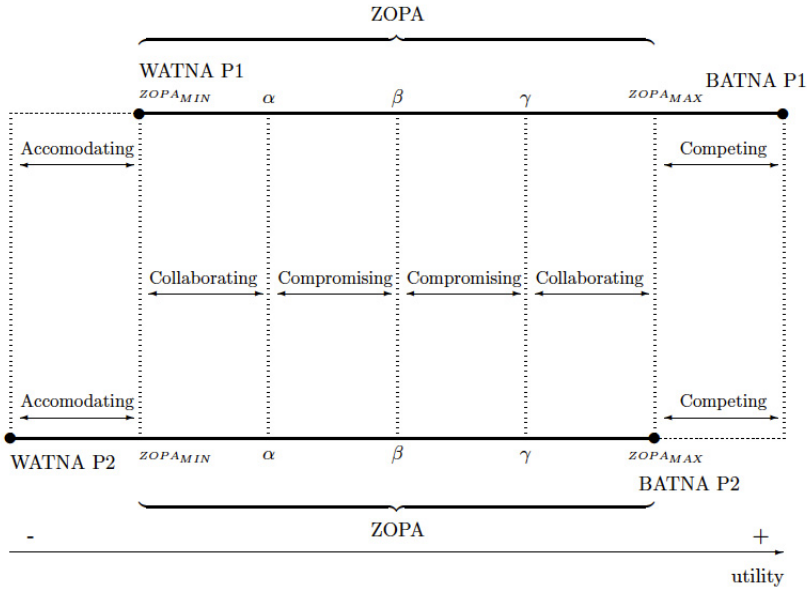 ZOPA
WATNA P1
BATNA P1
ZOPA_MIN α β γ ZOPA_MAX
Accomodating Competing
Collaborating Compromising Compromising Collaborating
Accomodating Competing
WATNA P2
ZOPA_MIN α β γ ZOPA_MAX
BATNA P2
ZOPA
- +
utility